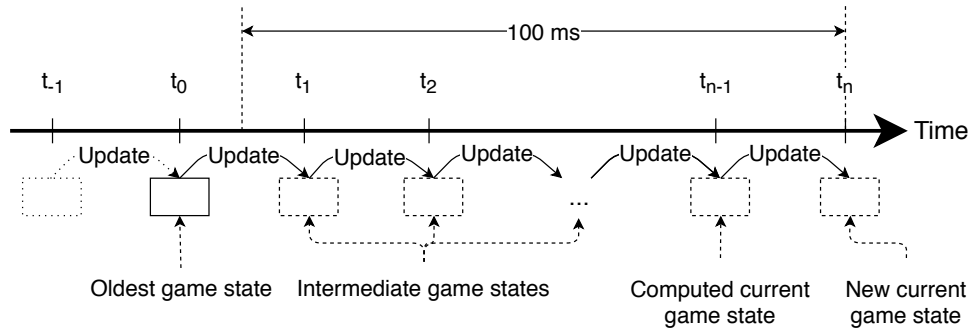 100 ms
t-1 t0 t1 t2 tn-1 tn
Time
Update Update Update Update Update Update
...
Oldest game state Intermediate game states Computed current New current
game state game state